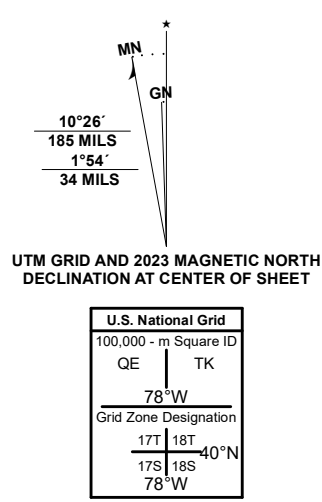 ★
MN
GN
10°26´
185 MILS
1°54´
34 MILS
UTM GRID AND 2023 MAGNETIC NORTH
DECLINATION AT CENTER OF SHEET
U.S. National Grid
100,000 - m Square ID
QE TK
78°W
Grid Zone Designation
17T 18T
40°N
17S 18S
78°W